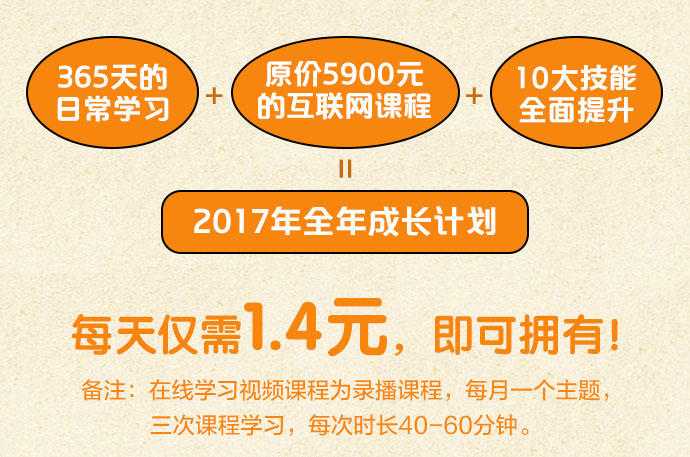 365天的
日常学习
+
原价5900元
的互联网课程
+
10大技能
全面提升
=
2017年全年成长计划
每天仅需1.4元，即可拥有！
备注：在线学习视频课程为录播课程，每月一个主题，
三次课程学习，每次时长40-60分钟。